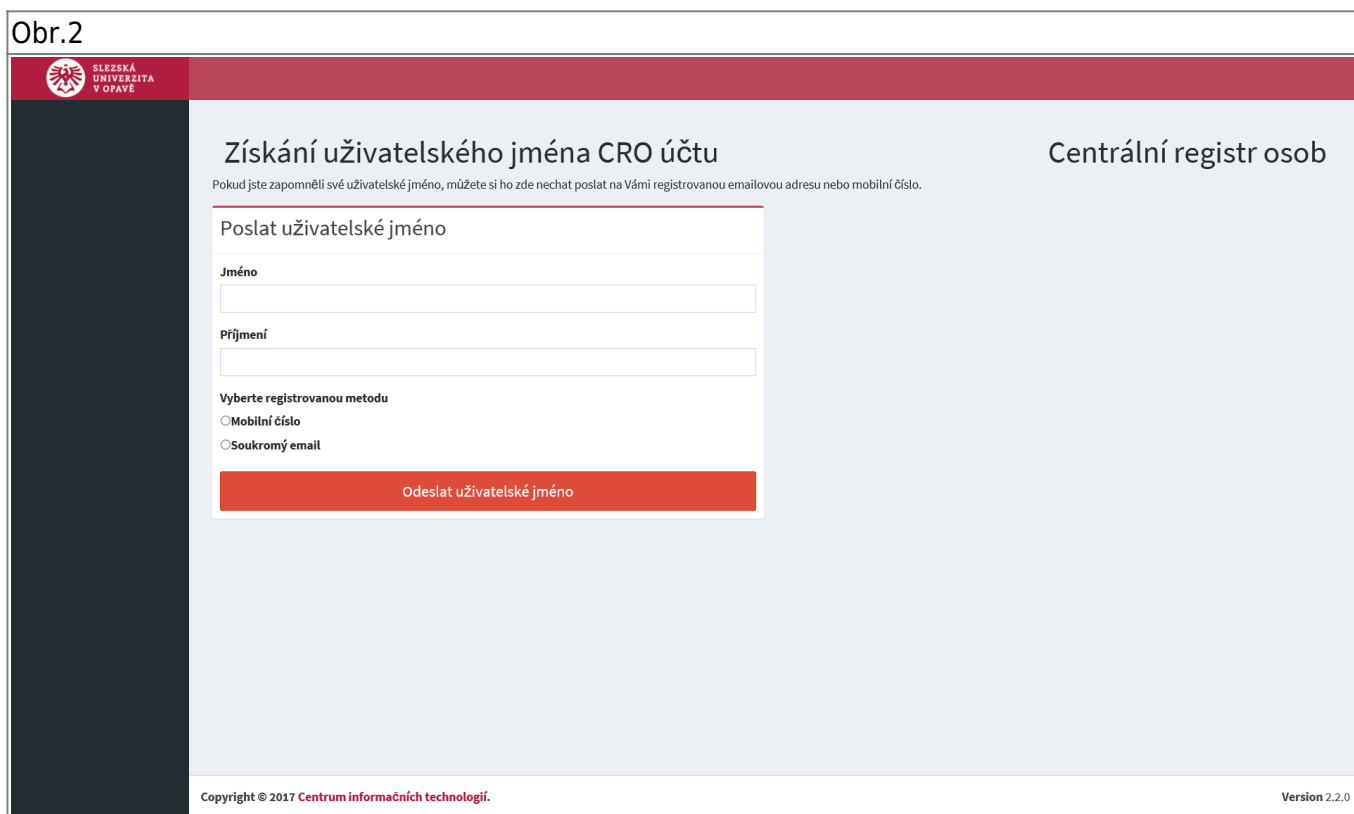 Obr.2
SLEZSKÁ
UNIVERZITA
V OPAVĚ
Získání uživatelského jména CRO účtu
Centrální registr osob
Pokud jste zapomněli své uživatelské jméno, můžete si ho zde nechat poslat na Vámi registrovanou emailovou adresu nebo mobilní číslo.
Poslat uživatelské jméno
Jméno
Příjmení
Vyberte registrovanou metodu
Mobilní číslo
Soukromý email
Odeslat uživatelské jméno
Copyright © 2017 Centrum informačních technologií.
Version 2.2.0